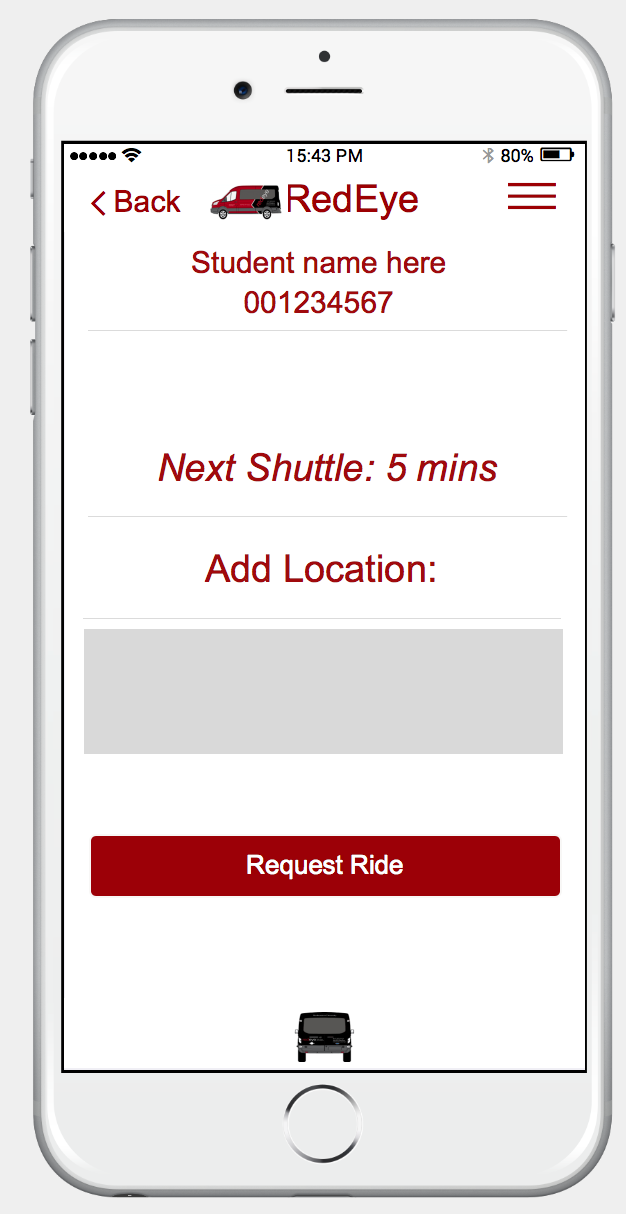 15:43 PM 80%
Back RedEye
Student name here
001234567
Next Shuttle: 5 mins
Add Location:
Request Ride